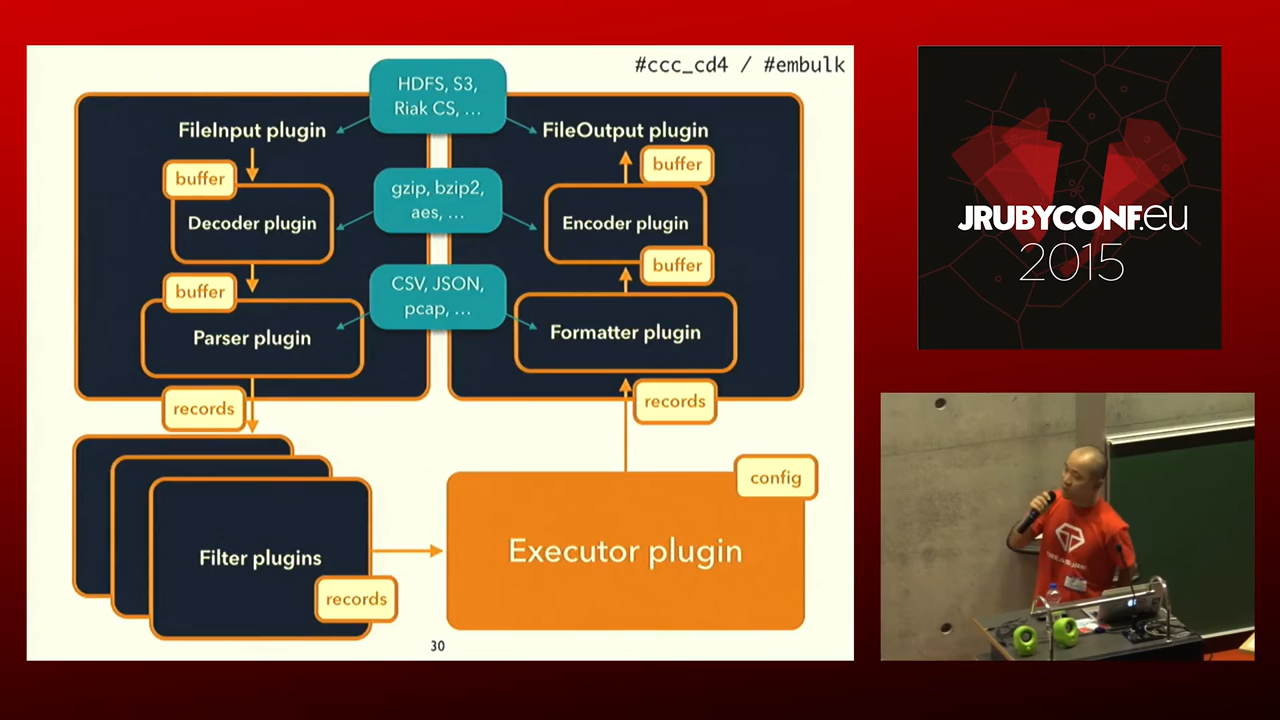 #ccc_cd4 / #embulk
HDFS, S3,
Riak CS, …
FileInput plugin
FileOutput plugin
buffer
buffer
gzip, bzip2,
aes, …
Decoder plugin
Encoder plugin
buffer
buffer
CSV, JSON,
pcap, …
Parser plugin
Formatter plugin
records
records
config
Filter plugins
Executor plugin
records
30
JRUBYCONF.eu
2015